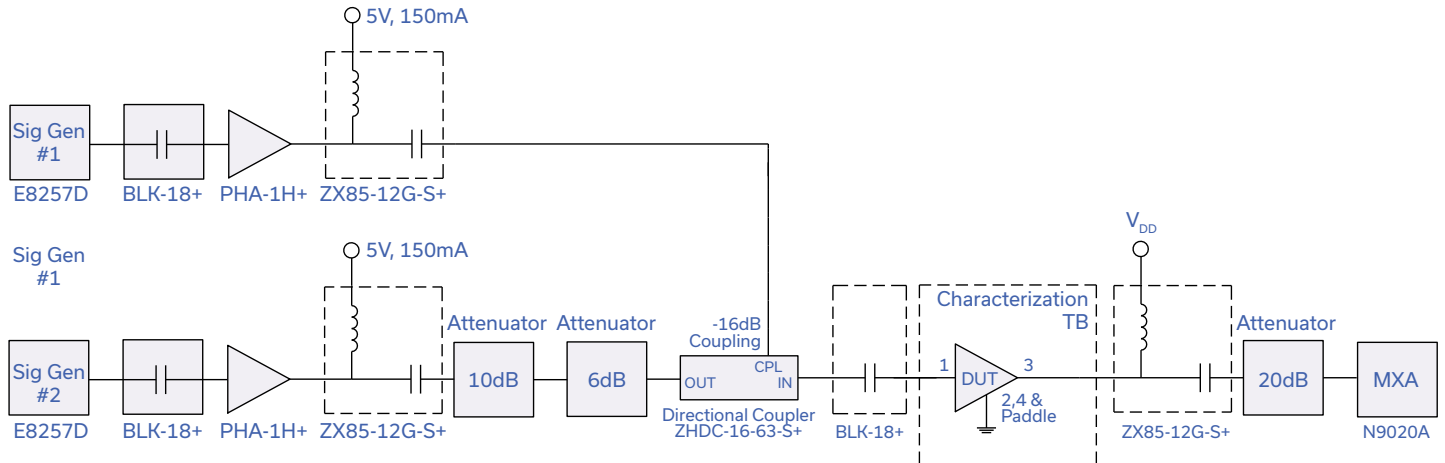 5V, 150mA
Sig Gen
#1
E8257D
BLK-18+
PHA-1H+
ZX85-12G-S+
Sig Gen
#1
5V, 150mA
Sig Gen
#2
E8257D
BLK-18+
PHA-1H+
ZX85-12G-S+
Attenuator
10dB
Attenuator
6dB
-16dB
Coupling
CPL
OUT
IN
Directional Coupler
ZHDC-16-63-S+
BLK-18+
Characterization
TB
1
DUT
3
2,4 &
Paddle
VDD
ZX85-12G-S+
Attenuator
20dB
MXA
N9020A